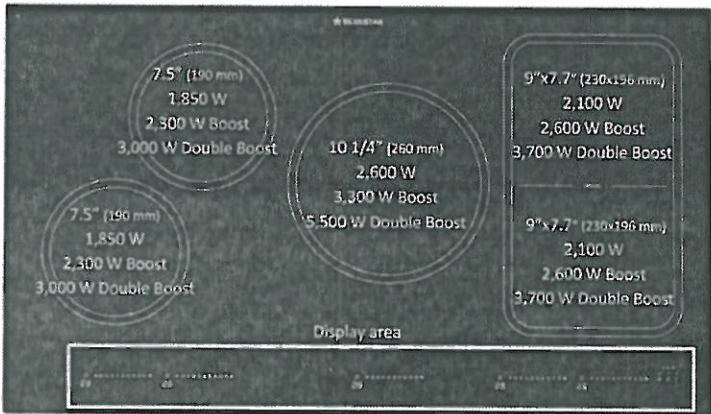 7.5" (190 mm)
1,850 W
2,300 W Boost
3,000 W Double Boost
10 1/4" (260 mm)
2,600 W
3,300 W Boost
5,500 W Double Boost
9"x7.7" (230x196 mm)
2,100 W
2,600 W Boost
3,700 W Double Boost
7.5" (190 mm)
1,850 W
2,300 W Boost
3,000 W Double Boost
9"x7.7" (230x196 mm)
2,100 W
2,600 W Boost
3,700 W Double Boost
Display area